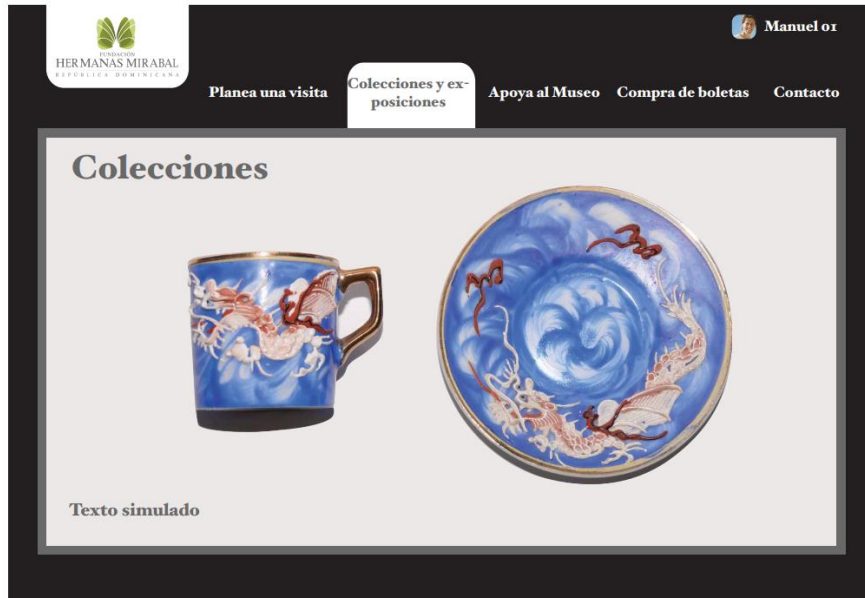 FUNDACIÓN
HERMANAS MIRABAL
REPÚBLICA DOMINICANA
Manuel 01
Planea una visita
Colecciones y ex-
posiciones
Apoya al Museo
Compra de boletas
Contacto
Colecciones
Texto simulado